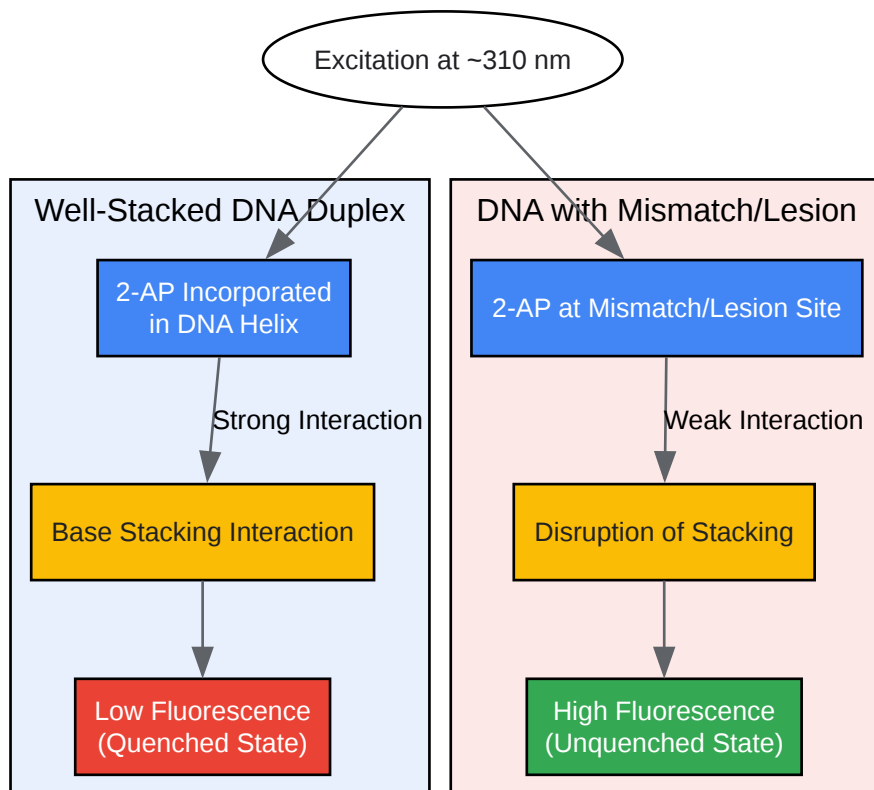 Excitation at ~310 nm
Well-Stacked DNA Duplex
2-AP Incorporated
in DNA Helix
Strong Interaction
Base Stacking Interaction
Low Fluorescence
(Quenched State)
DNA with Mismatch/Lesion
2-AP at Mismatch/Lesion Site
Weak Interaction
Disruption of Stacking
High Fluorescence
(Unquenched State)